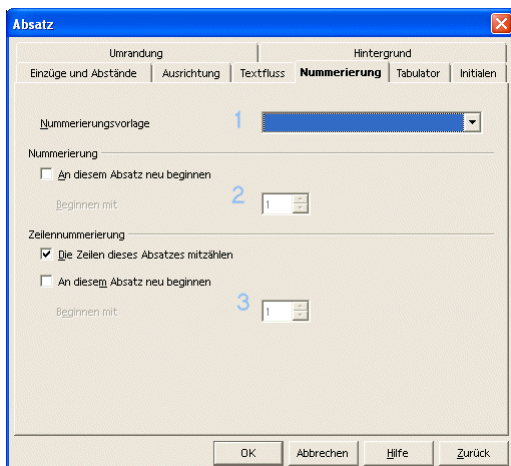 Absatz
Umrandung Hintergrund
Einzüge und Abstände Ausrichtung Textfluss Nummerierung Tabulator Initialen
Nummerierungsvorlage 1
Nummerierung
An diesem Absatz neu beginnen
Beginnen mit 2 1
Zeilennummerierung
Die Zeilen dieses Absatzes mitzählen
An diesem Absatz neu beginnen
Beginnen mit 3 1
OK Abbrechen Hilfe Zurück